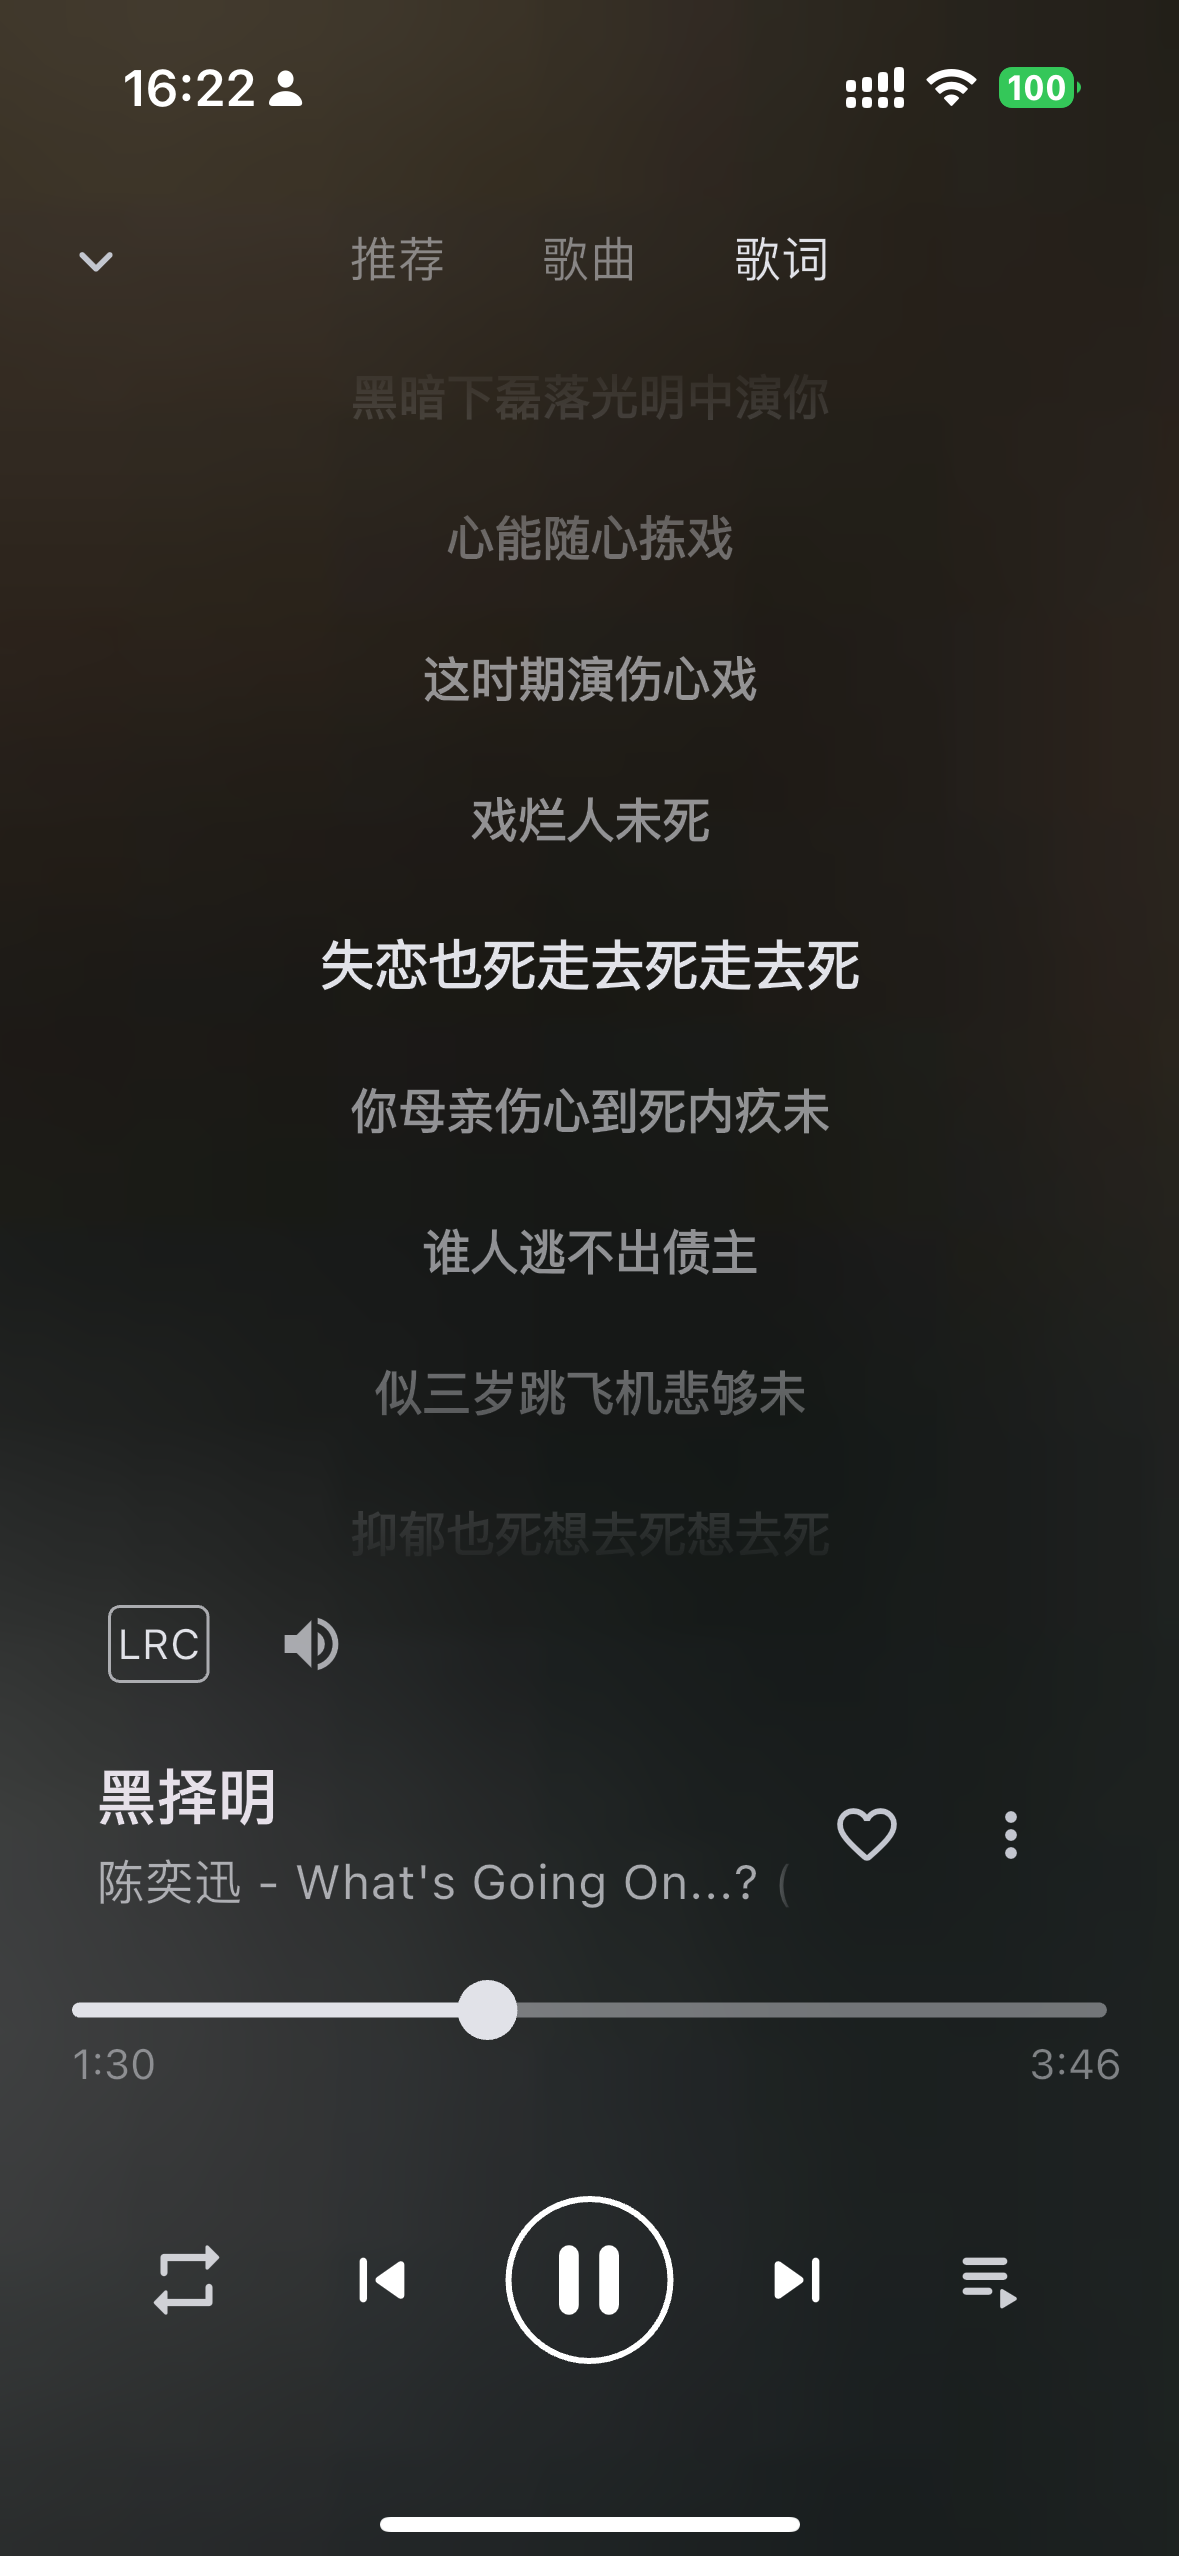 16:22
100
推荐 歌曲 歌词
黑暗下磊落光明中演你
心能随心拣戏
这时期演伤心戏
戏烂人未死
失恋也死走去死走去死
你母亲伤心到死内疚未
谁人逃不出债主
似三岁跳飞机悲够未
抑郁也死想去死想去死
LRC
黑择明
陈奕迅 - What's Going On...? (
1:30
3:46